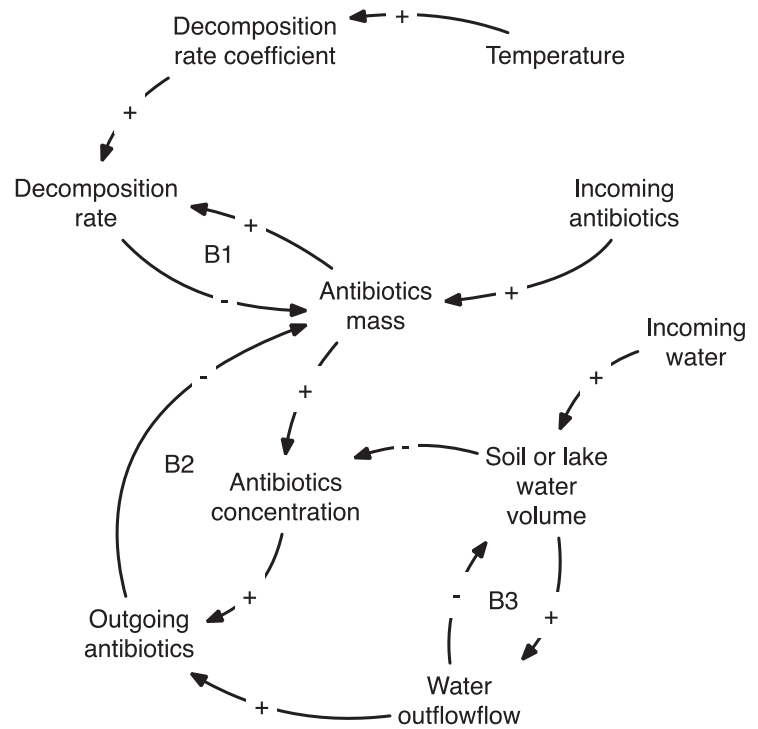 Decomposition
rate coefficient
+
Temperature
+
Decomposition
rate
Incoming
antibiotics
+
B1
-
Antibiotics
mass
+
Incoming
water
-
+
+
B2
-
Soil or lake
water
volume
Antibiotics
concentration
+
-
B3
+
Outgoing
antibiotics
+
Water
outflowflow